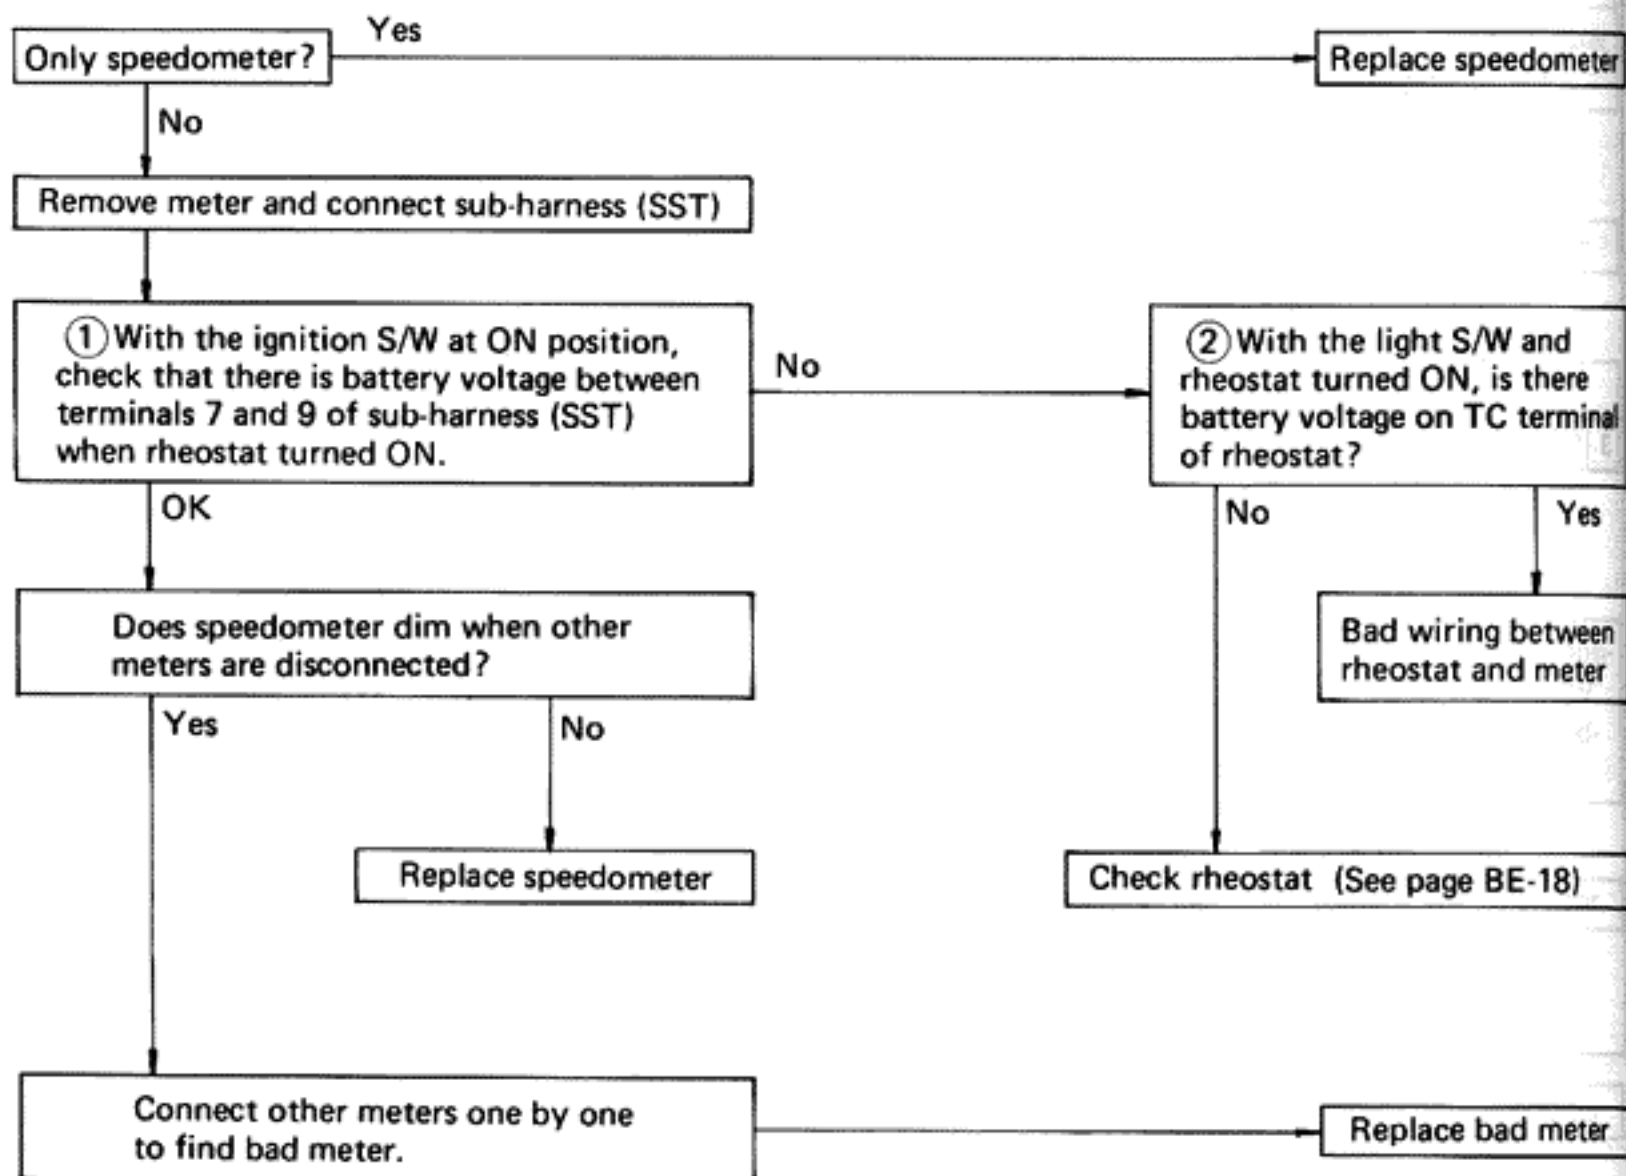 Only speedometer?
Yes
Replace speedometer
No
Remove meter and connect sub-harness (SST)
① With the ignition S/W at ON position,
check that there is battery voltage between
terminals 7 and 9 of sub-harness (SST)
when rheostat turned ON.
No
② With the light S/W and
rheostat turned ON, is there
battery voltage on TC terminal
of rheostat?
OK
No
Yes
Does speedometer dim when other
meters are disconnected?
Bad wiring between
rheostat and meter
Yes
No
Replace speedometer
Check rheostat (See page BE-18)
Connect other meters one by one
to find bad meter.
Replace bad meter